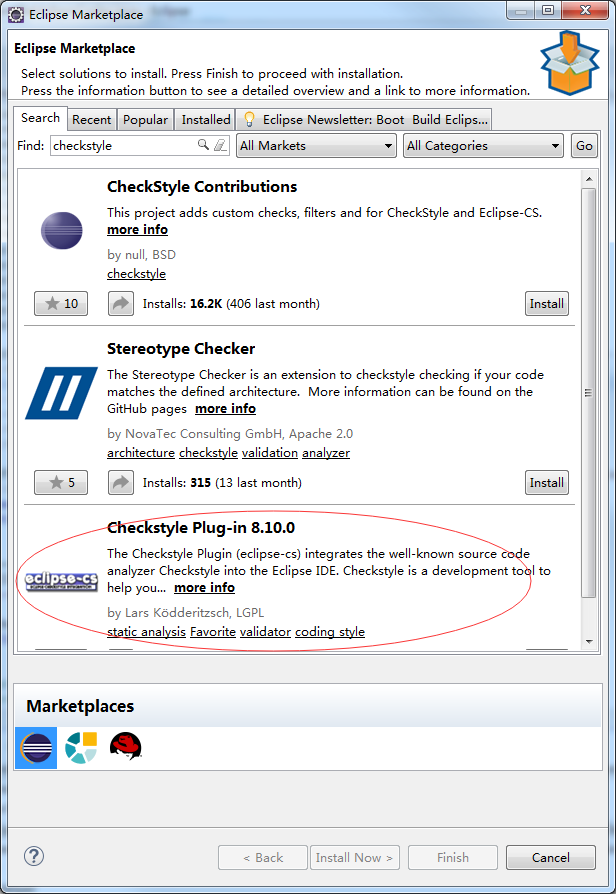 Eclipse Marketplace
Eclipse Marketplace
Select solutions to install. Press Finish to proceed with installation.
Press the information button to see a detailed overview and a link to more information.
Search Recent Popular Installed Eclipse Newsletter: Boot Build Eclips...
Find: checkstyle All Markets All Categories Go
CheckStyle Contributions
This project adds custom checks, filters and for CheckStyle and Eclipse-CS.
more info
by null, BSD
checkstyle
10 Installs: 16.2K (406 last month) Install
Stereotype Checker
The Stereotype Checker is an extension to checkstyle checking if your code
matches the defined architecture. More information can be found on the
GitHub pages more info
by NovaTec Consulting GmbH, Apache 2.0
architecture checkstyle validation analyzer
5 Installs: 315 (13 last month) Install
Checkstyle Plug-in 8.10.0
The Checkstyle Plugin (eclipse-cs) integrates the well-known source code
eclipse-cs
analyzer Checkstyle into the Eclipse IDE. Checkstyle is a development tool to
help you... more info
by Lars Ködderitzsch, LGPL
static analysis Favorite validator coding style
Marketplaces
? < Back Install Now > Finish Cancel